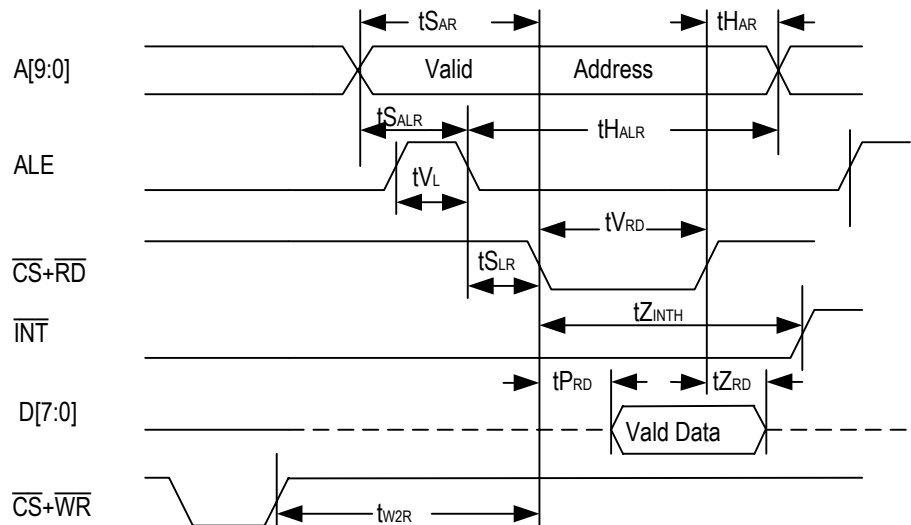 tSAR tHAR
A[9:0] Valid Address
tSALR tHALR
ALE
tVL
tVRD
CS+RD tSLR
tZINTH
INT
tPRD tZRD
D[7:0] Vald Data
CS+WR tW2R